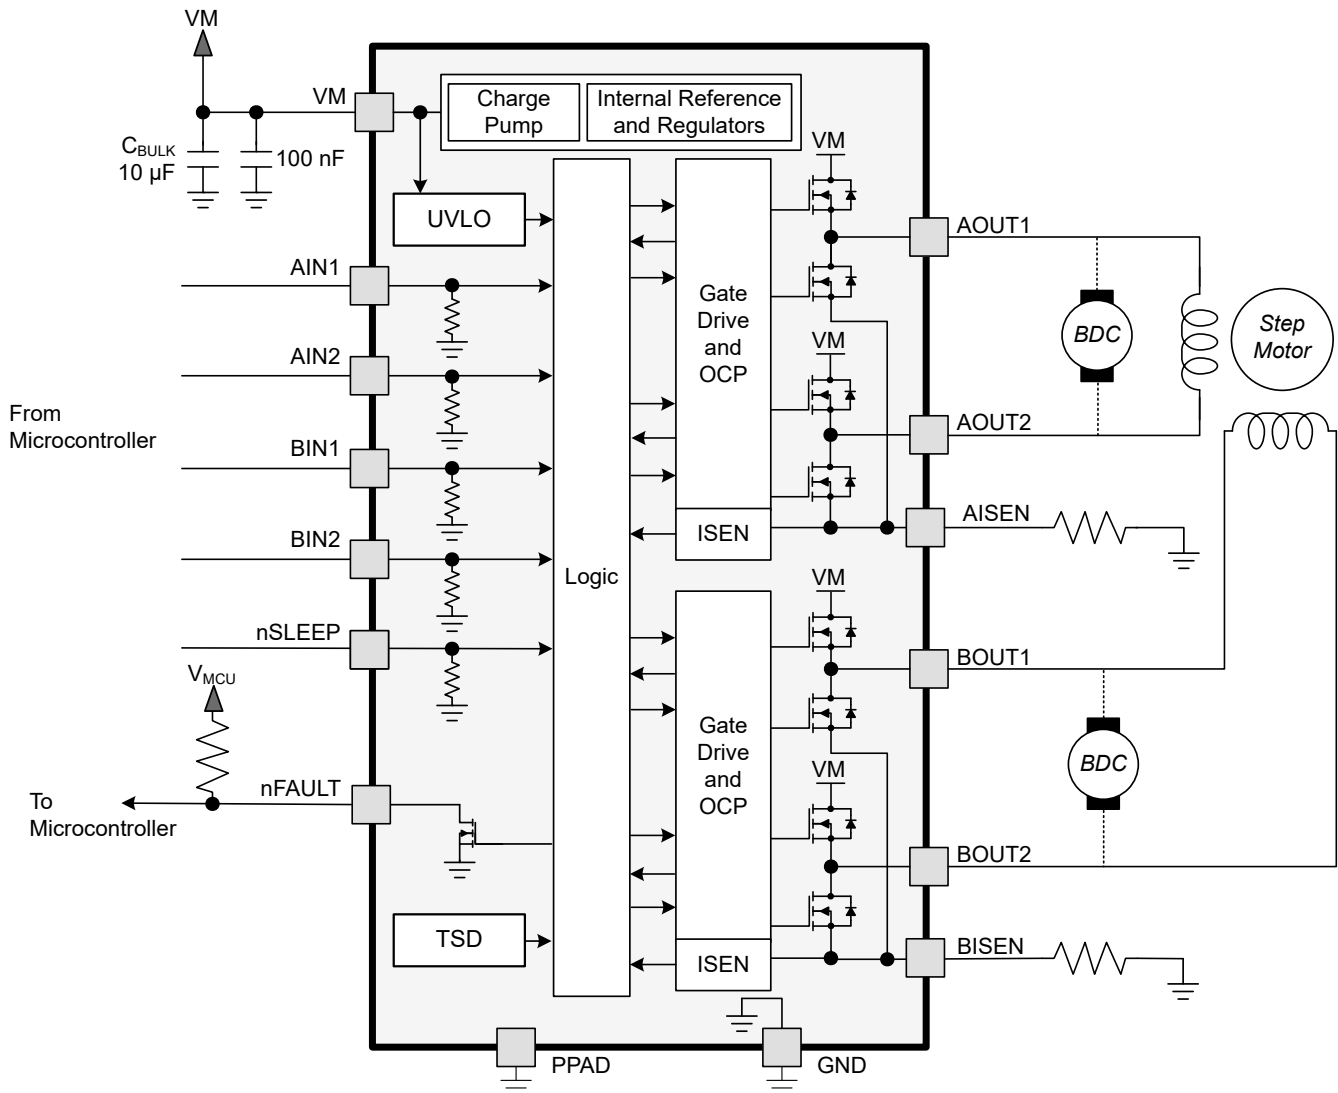 VM
VM
C_BULK
10 µF
100 nF
Charge
Pump
Internal Reference
and Regulators
UVLO
VM
AOUT1
AIN1
Gate
Drive
and
OCP
VM
BDC
Step
Motor
AIN2
AOUT2
From
Microcontroller
BIN1
ISEN
AISEN
BIN2
Logic
VM
nSLEEP
BOUT1
V_MCU
Gate
Drive
and
OCP
VM
BDC
nFAULT
To
Microcontroller
BOUT2
TSD
ISEN
BISEN
PPAD
GND